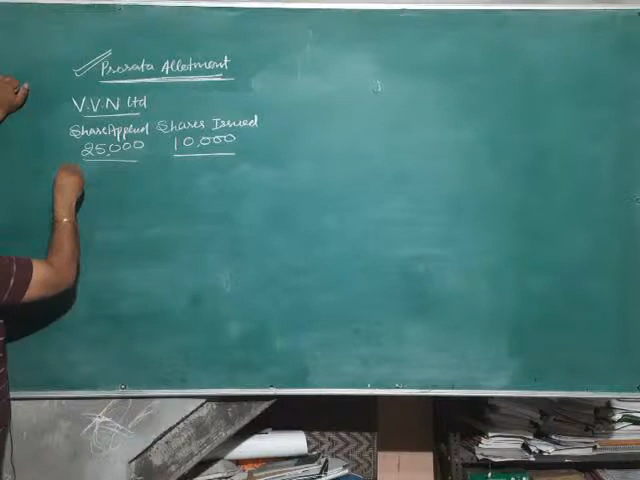 Prorata Allotment
V.V.N Ltd
Share Applied Shares Issued
25,000 10,000